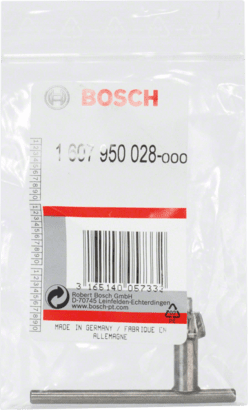 BOSCH
1 607 950 028-000
3 165140 057332
Robert Bosch GmbH
D-70745 Leinfelden-Echterdingen
www.bosch-pt.com
MADE IN GERMANY / FABRIQUE EN
ALLEMAGNE